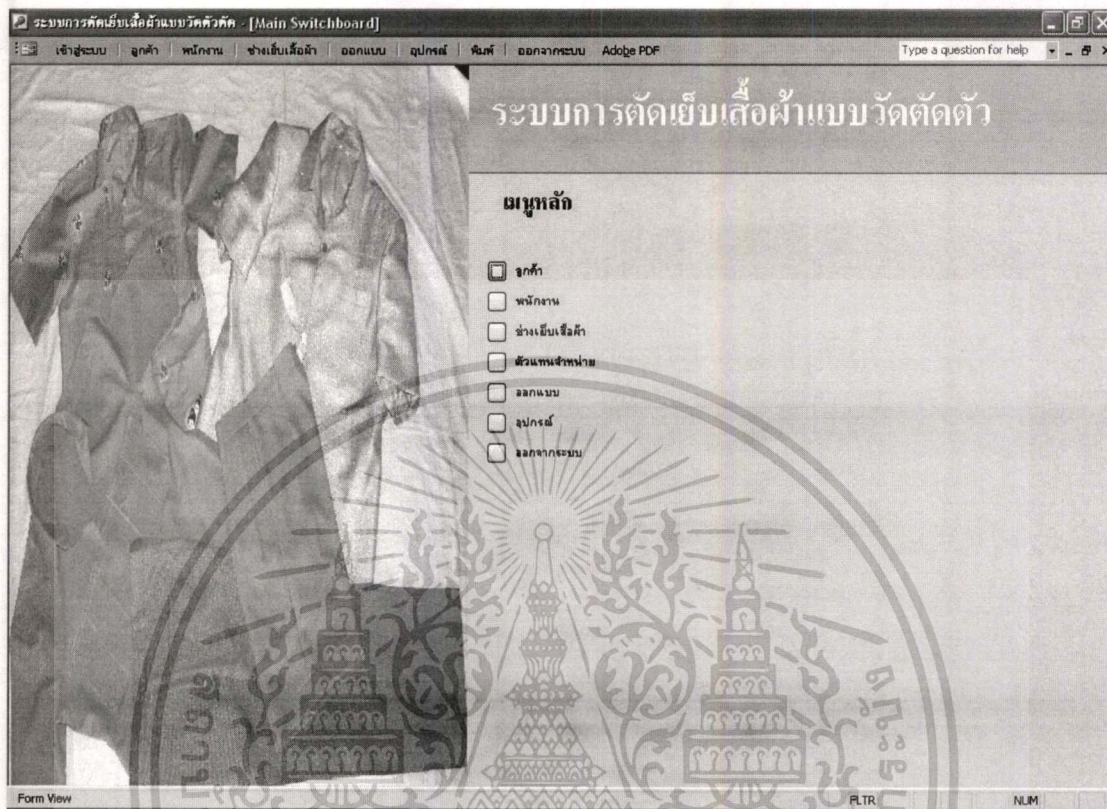 ระบบการตัดเย็บเสื้อผ้าแบบวัดตัวตัด - [Main Switchboard]
เข้าสู่ระบบ ลูกค้า พนักงาน ช่างเย็บเสื้อผ้า ออกแบบ อุปกรณ์ พิมพ์ ออกจากระบบ Adobe PDF Type a question for help
ระบบการตัดเย็บเสื้อผ้าแบบวัดตัดตัว
เมนูหลัก
ลูกค้า
พนักงาน
ช่างเย็บเสื้อผ้า
ตัวแทนจำหน่าย
ออกแบบ
อุปกรณ์
ออกจากระบบ
Form View FLTR NUM